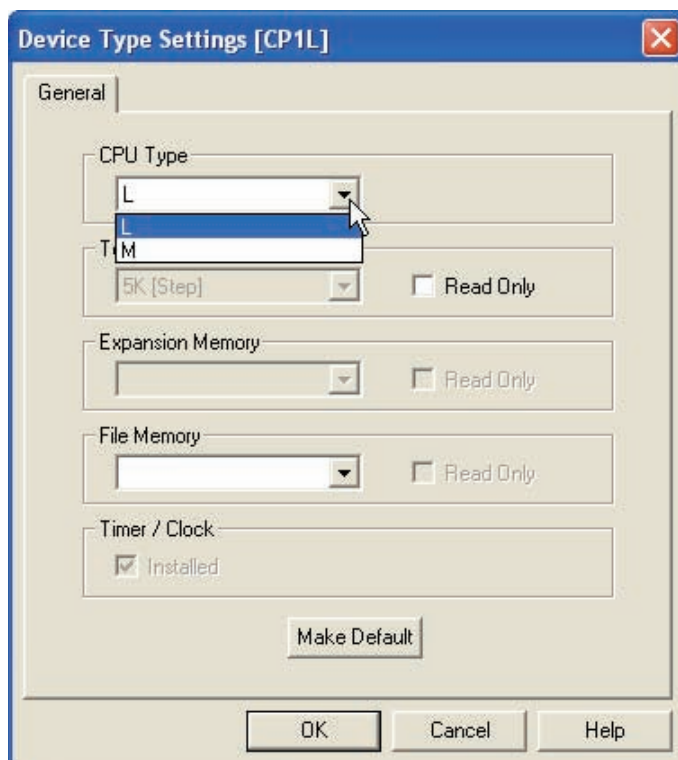 Device Type Settings [CP1L]
General
CPU Type
L
L
M
5K [Step]
Read Only
Expansion Memory
Read Only
File Memory
Read Only
Timer / Clock
Installed
Make Default
OK
Cancel
Help